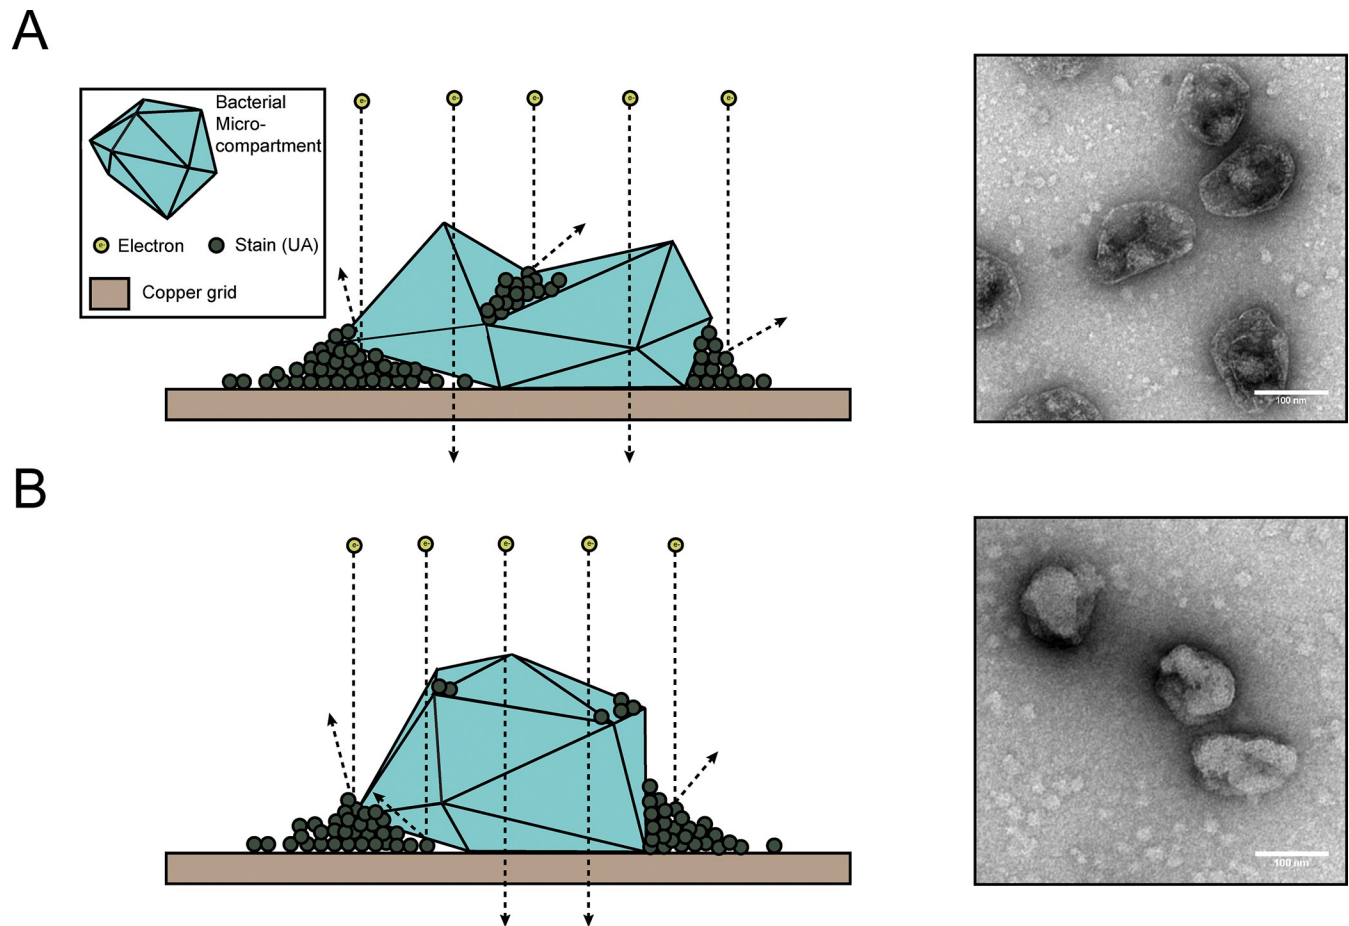 A
Bacterial
Micro-
compartment
e-
e-
e-
e-
e-
Electron
Stain (UA)
Copper grid
100 nm
B
e-
e-
e-
e-
e-
100 nm